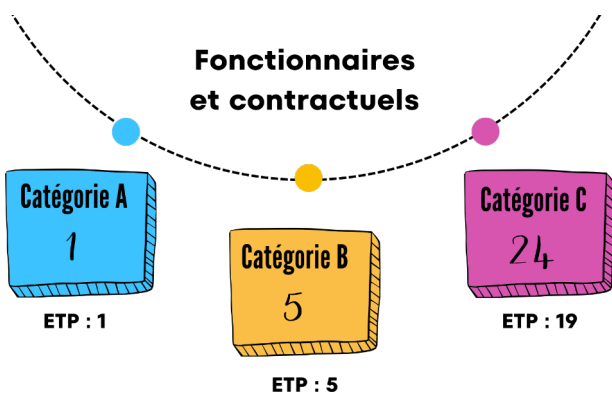 Fonctionnaires
et contractuels
Catégorie A
1
ETP : 1
Catégorie B
5
ETP : 5
Catégorie C
24
ETP : 19